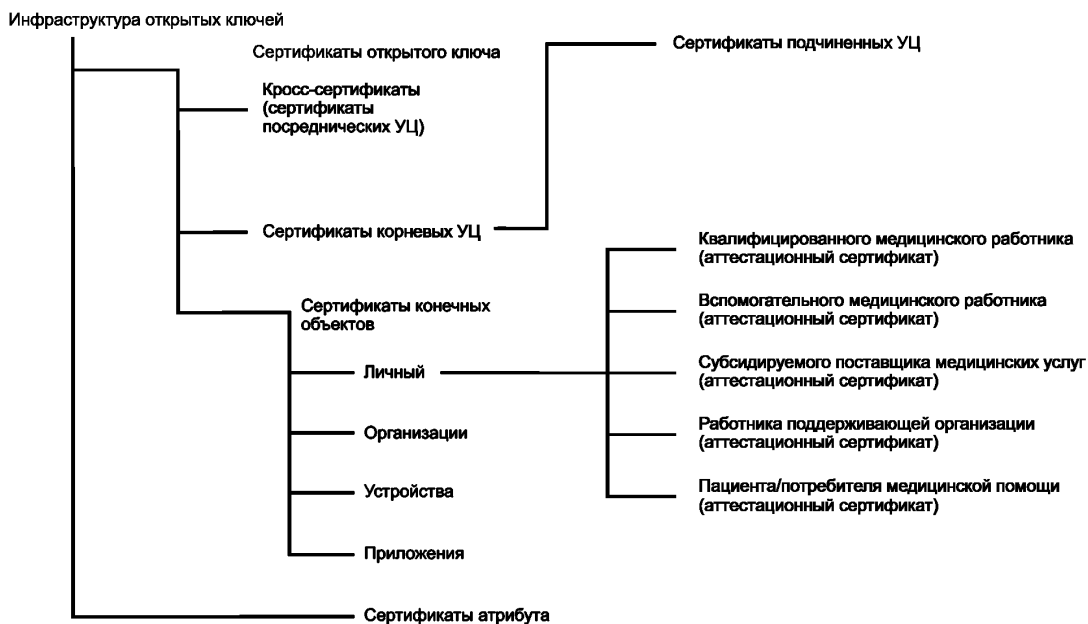 Инфраструктура открытых ключей
Сертификаты открытого ключа
Сертификаты подчиненных УЦ
Кросс-сертификаты
(сертификаты
посреднических УЦ)
Сертификаты корневых УЦ
Квалифицированного медицинского работника
(аттестационный сертификат)
Вспомогательного медицинского работника
(аттестационный сертификат)
Сертификаты конечных
объектов
Личный
Субсидируемого поставщика медицинских услуг
(аттестационный сертификат)
Организации
Работника поддерживающей организации
(аттестационный сертификат)
Устройства
Пациента/потребителя медицинской помощи
(аттестационный сертификат)
Приложения
Сертификаты атрибута